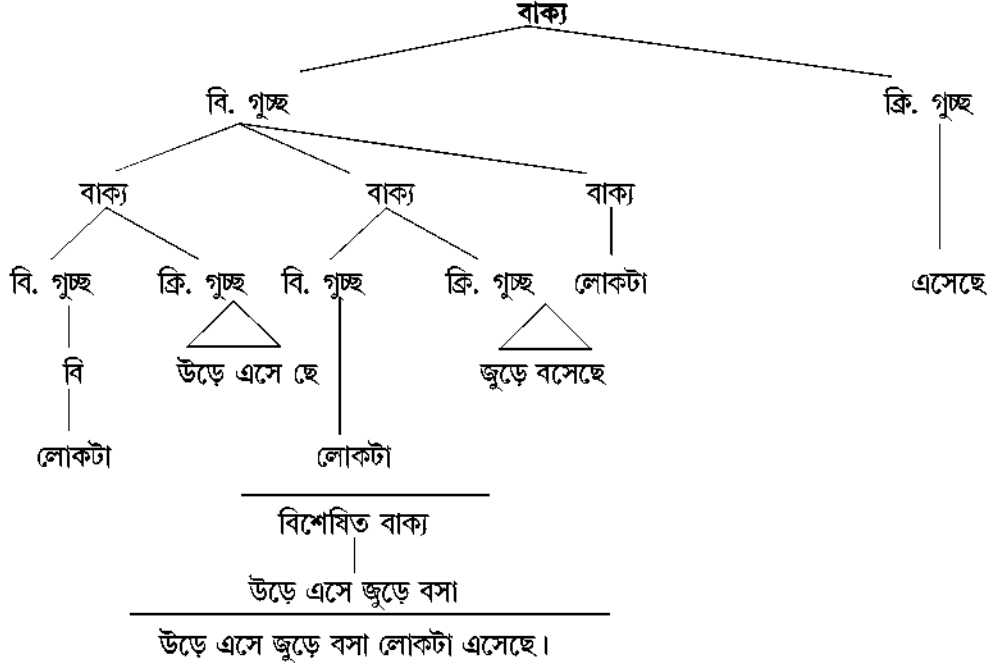 বাক্য
বি. গুচ্ছ ক্রি. গুচ্ছ
বাক্য বাক্য বাক্য
বি. গুচ্ছ ক্রি. গুচ্ছ বি. গুচ্ছ ক্রি. গুচ্ছ লোকটা এসেছে
বি উড়ে এসে ছে জুড়ে বসেছে
লোকটা লোকটা
বিশেষিত বাক্য
উড়ে এসে জুড়ে বসা
উড়ে এসে জুড়ে বসা লোকটা এসেছে।